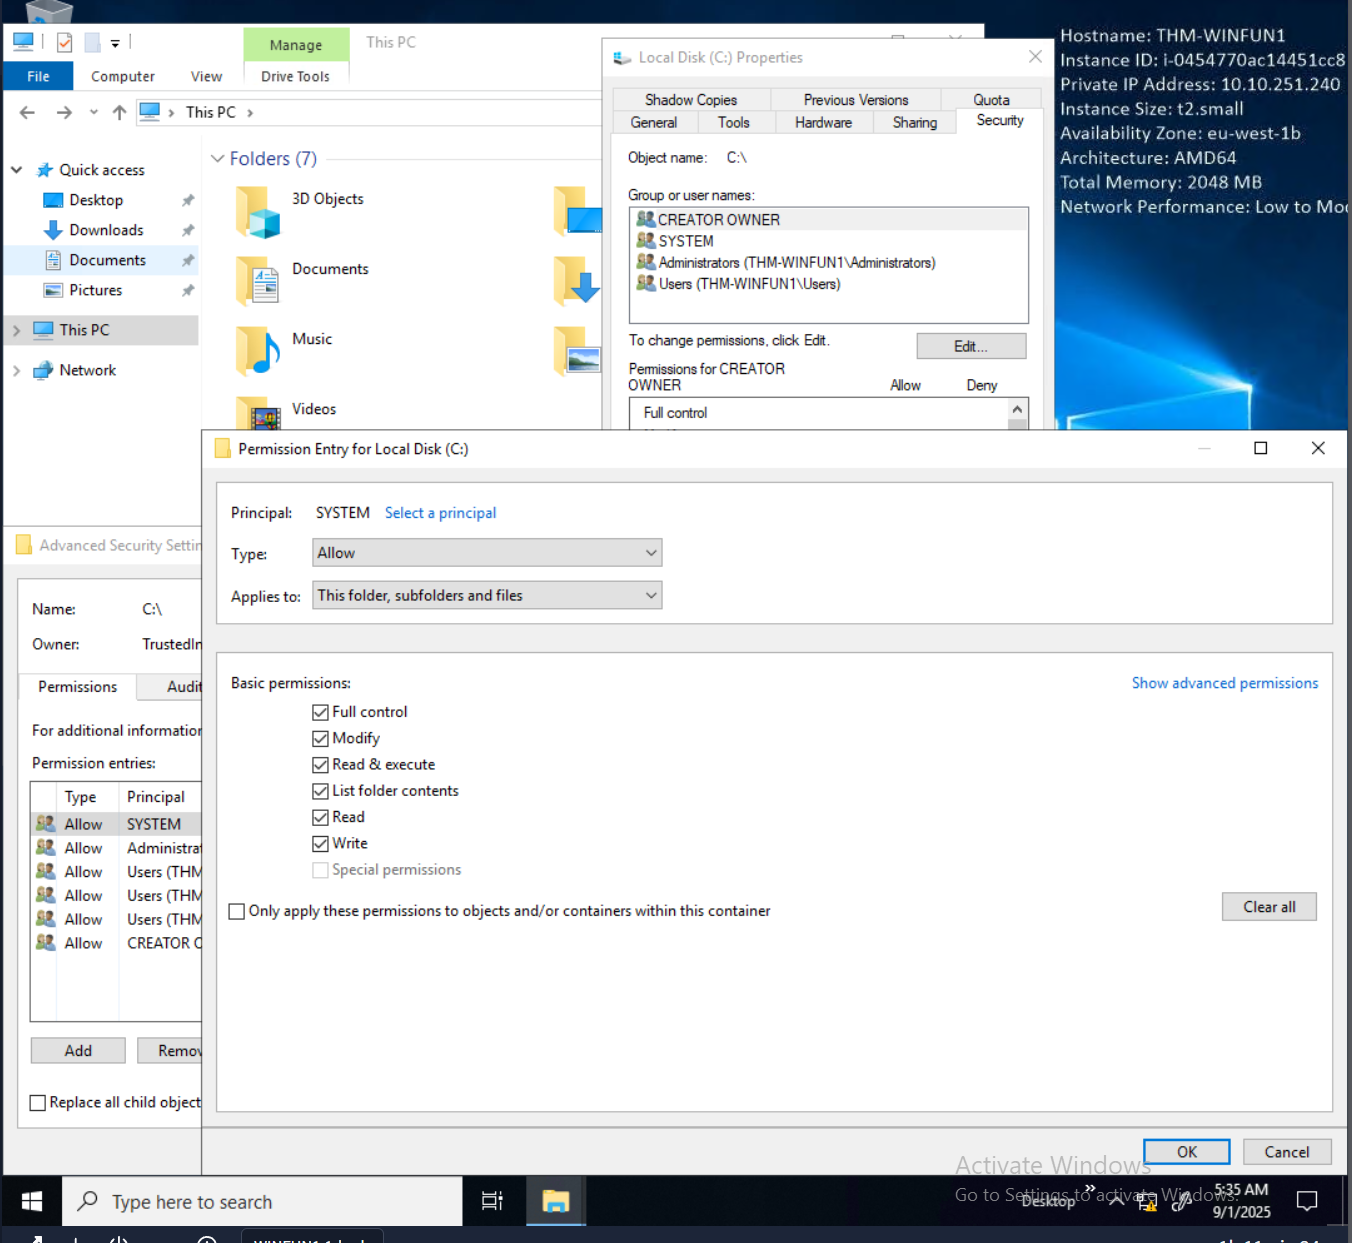 Manage
This PC
File
Computer
View
Drive Tools
This PC
Quick access
Desktop
Downloads
Documents
Pictures
This PC
Network
Folders (7)
3D Objects
Documents
Music
Videos
Local Disk (C:) Properties
Shadow Copies
Previous Versions
Quota
General
Tools
Hardware
Sharing
Security
Object name: C:\
Group or user names:
CREATOR OWNER
SYSTEM
Administrators (THM-WINFUN1\Administrators)
Users (THM-WINFUN1\Users)
To change permissions, click Edit.
Edit...
Permissions for CREATOR
OWNER
Allow
Deny
Full control
Hostname: THM-WINFUN1
Instance ID: i-0454770ac14451cc8
Private IP Address: 10.10.251.240
Instance Size: t2.small
Availability Zone: eu-west-1b
Architecture: AMD64
Total Memory: 2048 MB
Network Performance: Low to Mo
Advanced Security Settin
Name: C:\
Owner: TrustedIn
Permissions
Audit
For additional information
Permission entries:
Type Principal
Allow SYSTEM
Allow Administrat
Allow Users (THM
Allow Users (THM
Allow Users (THM
Allow CREATOR O
Add
Remov
Replace all child object
Permission Entry for Local Disk (C:)
Principal: SYSTEM Select a principal
Type: Allow
Applies to: This folder, subfolders and files
Basic permissions:
Show advanced permissions
Full control
Modify
Read & execute
List folder contents
Read
Write
Special permissions
Only apply these permissions to objects and/or containers within this container
Clear all
OK
Cancel
Activate Windows
Go to Settings to activate Windows.
Type here to search
Desktop
5:35 AM
9/1/2025